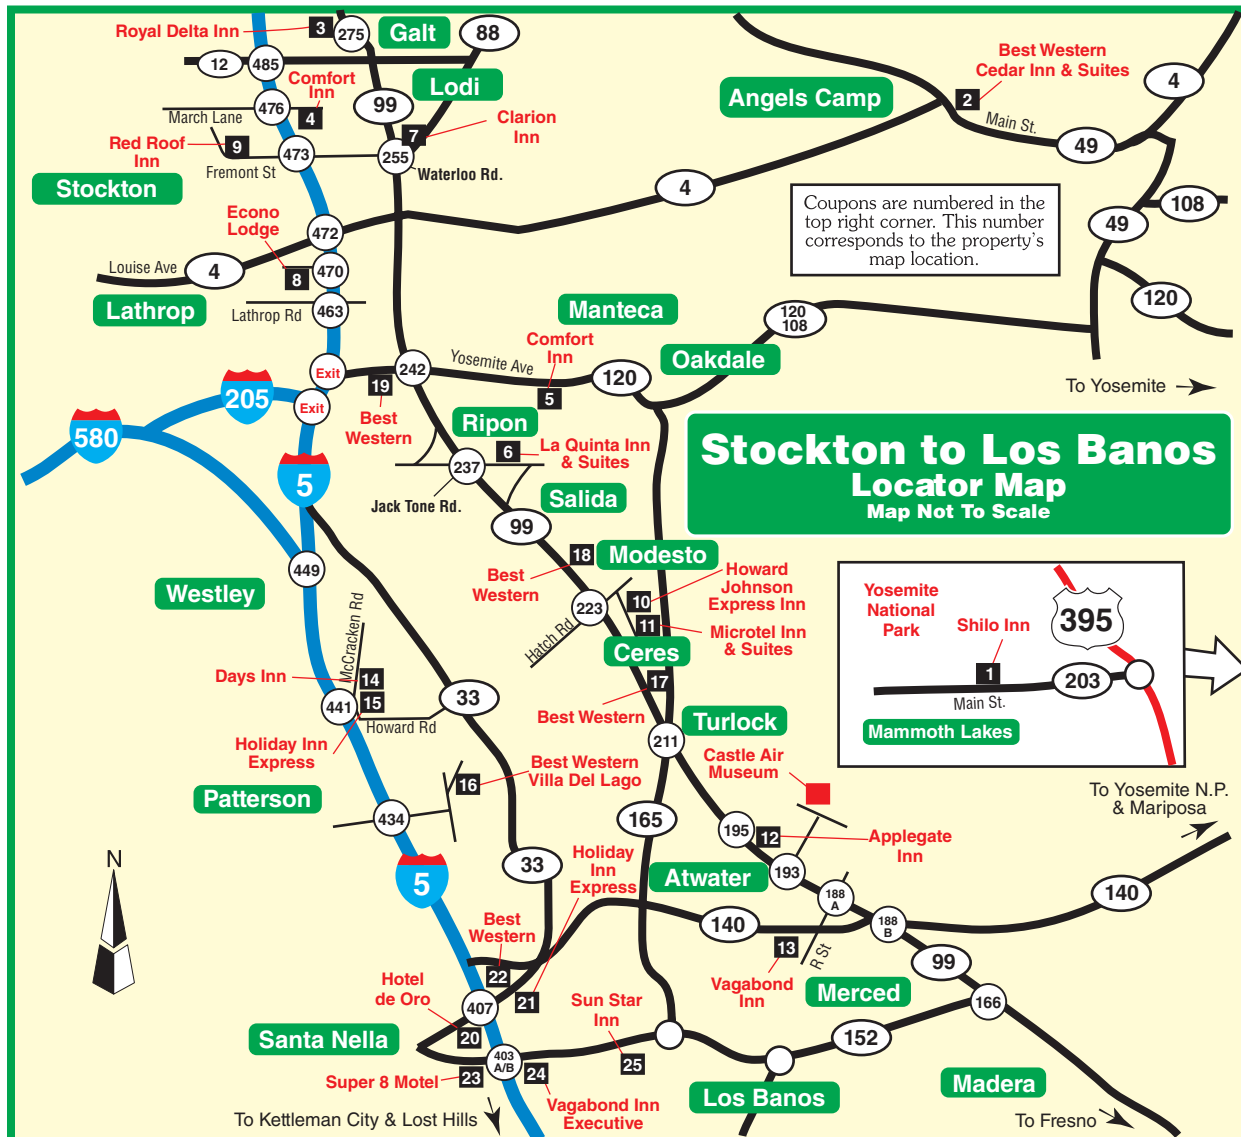 Royal Delta Inn
3
275
Galt
88
12
485
Comfort
Inn
Lodi
476
4
99
March Lane
7
Clarion
Inn
Red Roof
Inn
9
473
255
Fremont St
Waterloo Rd.
Stockton
Angels Camp
Best Western
Cedar Inn & Suites
2
Main St.
4
49
4
108
49
120
Coupons are numbered in the
top right corner. This number
corresponds to the property's
map location.
Econo
Lodge
472
Louise Ave
4
8
470
Lathrop
Lathrop Rd
463
Manteca
120
108
Comfort
Inn
Oakdale
Exit
242
Yosemite Ave
120
19
5
To Yosemite
205
Exit
Best
Western
580
Ripon
6
La Quinta Inn
& Suites
237
5
Jack Tone Rd.
Salida
99
Stockton to Los Banos
Locator Map
Map Not To Scale
18
Modesto
449
Best
Western
Westley
Howard
Johnson
Express Inn
10
223
11
Microtel Inn
& Suites
Hatch Rd
Ceres
McCracken Rd
Days Inn
14
15
17
441
33
Best Western
Howard Rd
Turlock
Holiday Inn
Express
211
Yosemite
National
Park
Shilo Inn
395
1
203
Main St.
Mammoth Lakes
Castle Air
Museum
Best Western
Villa Del Lago
16
Patterson
434
To Yosemite N.P.
& Mariposa
165
195
12
Applegate
Inn
N
5
33
Holiday
Inn
Express
Atwater
193
188
A
140
140
188
B
Best
Western
22
13
R St
99
Hotel
de Oro
21
Vagabond
Inn
Merced
407
Sun Star
Inn
166
Santa Nella
20
152
403
A/B
25
Super 8 Motel
23
24
Vagabond Inn
Executive
Los Banos
Madera
To Kettleman City & Lost Hills
To Fresno